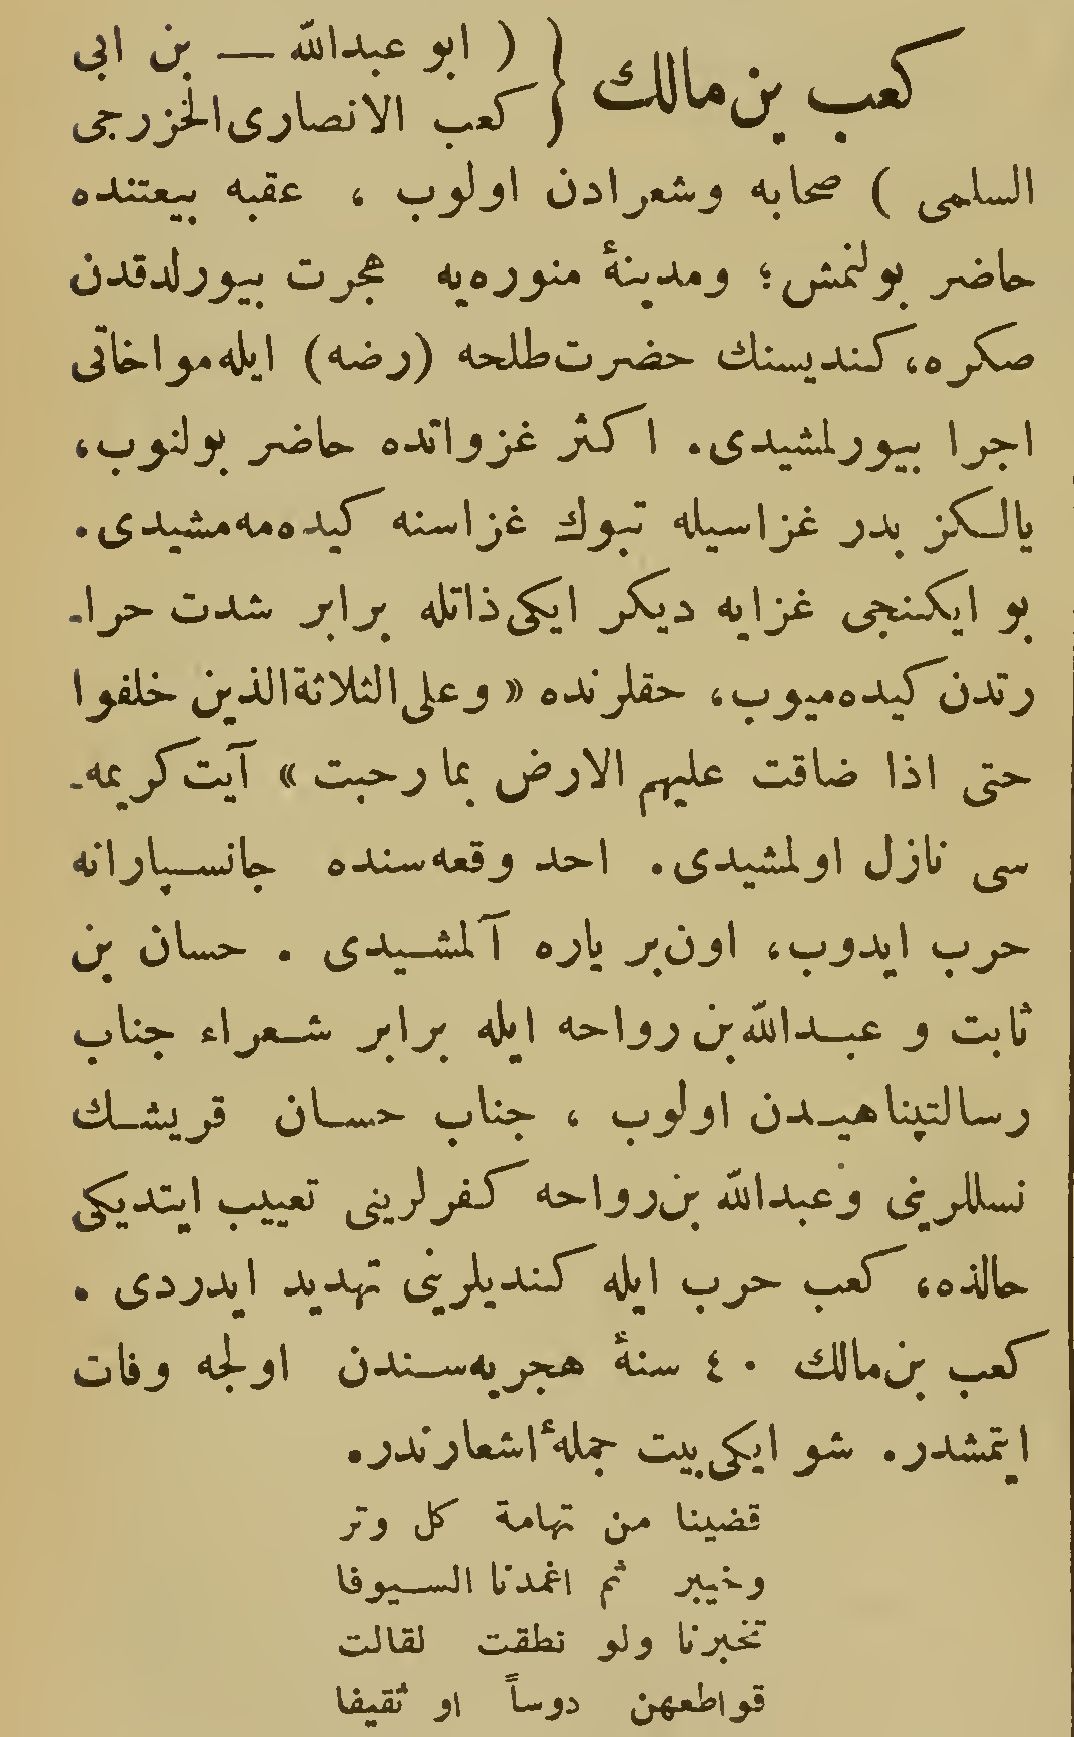 كعب بن مالك } ( ابو عبدالله — بن ابى
كعب الانصارى الخزرجى
السلمى ) صحابه وشعرادن اولوب ، عقبه بيعتنده
حاضر بولنمش؛ ومدينۀ منوره‌يه هجرت بيورلدقدن
صكره، كنديسنك حضرت طلحه (رضه) ايله مواخاتى
اجرا بيورلمشيدى. اكثر غزواتده حاضر بولنوب،
يالكز بدر غزاسيله تبوك غزاسنه كيده‌مه‌مشيدى.
بو ايكنجى غزايه ديكر ايكى ذاتله برابر شدت حرا-
رتدن كيده‌ميوب، حقلرنده « وعلى الثلاثة الذين خلفوا
حتى اذا ضاقت عليهم الارض بما رحبت » آيت كريمه-
سى نازل اولمشيدى. احد وقعه‌سنده جانسپارانه
حرب ايدوب، اون بر ياره آلمشيدى . حسان بن
ثابت و عبدالله بن رواحه ايله برابر شعراء جناب
رسالتپناهيدن اولوب ، جناب حسان قريشك
نسللرينى وعبدالله بن رواحه كفرلرينى تعييب ايتديكى
حالده، كعب حرب ايله كنديلرينى تهديد ايدردى .
كعب بن مالك ٤٠ سنۀ هجريه‌سندن اولجه وفات
ايتمشدر. شو ايكى بيت جملۀ اشعارندر.
قضينا من تهامة كل وتر
وخيبر ثم اغمدنا السيوفا
تخبرنا ولو نطقت لقالت
قواطعهن دوساً او ثقيفا